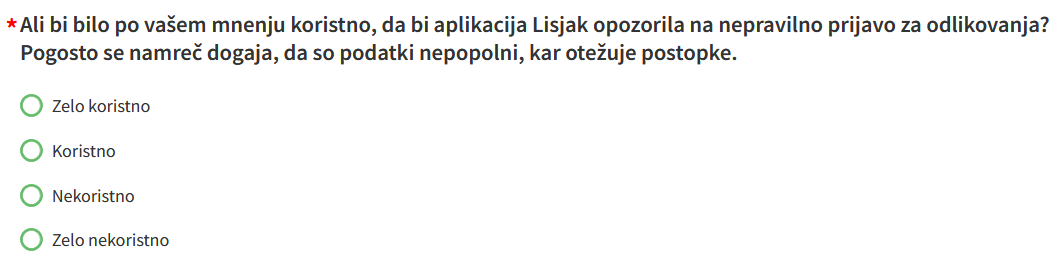 * Ali bi bilo po vašem mnenju koristno, da bi aplikacija Lisjak opozorila na nepravilno prijavo za odlikovanja?
Pogosto se namreč dogaja, da so podatki nepopolni, kar otežuje postopke.
Zelo koristno
Koristno
Nekoristno
Zelo nekoristno